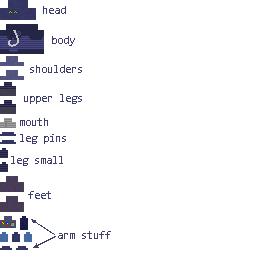 head
body
shoulders
upper legs
mouth
leg pins
leg small
feet
arm stuff